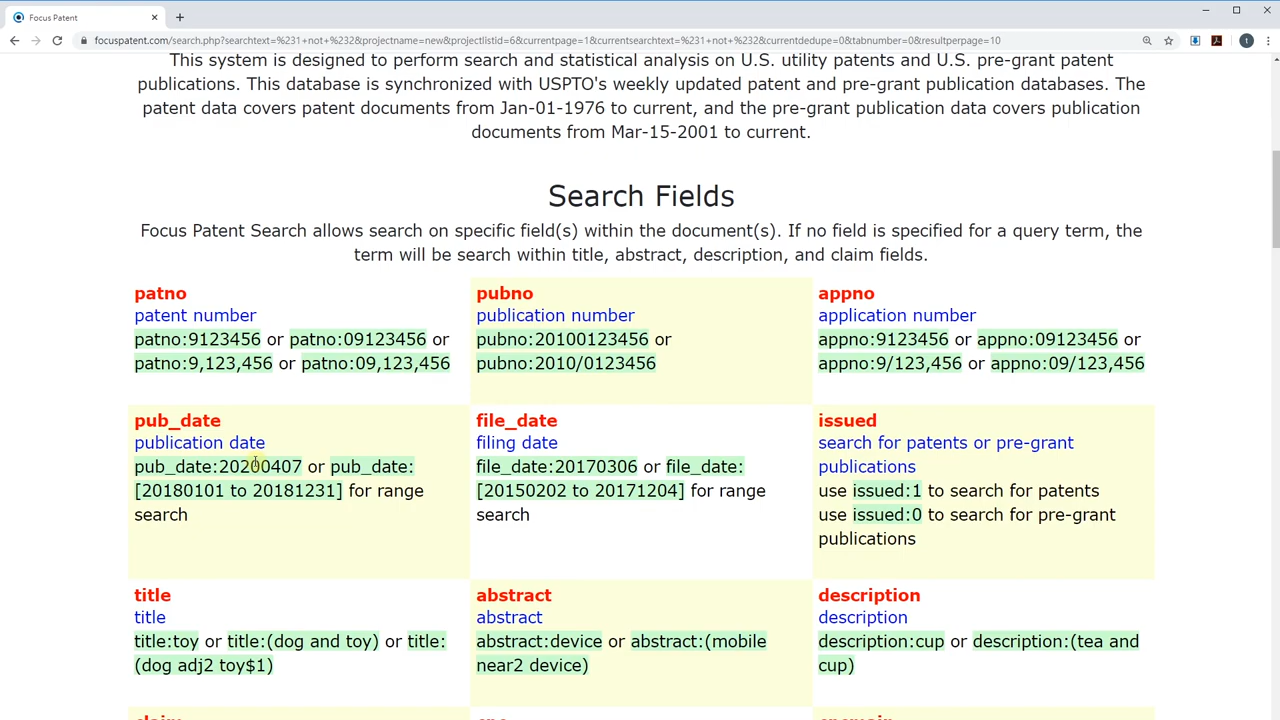 Focus Patent
focuspatent.com/search.php?searchtext=%231+not+%232&projectname=new&projectlistid=6&currentpage=1&currentsearchtext=%231+not+%232&currentdedupe=0&tabnumber=0&resultperpage=10
t
This system is designed to perform search and statistical analysis on U.S. utility patents and U.S. pre-grant patent
publications. This database is synchronized with USPTO's weekly updated patent and pre-grant publication databases. The
patent data covers patent documents from Jan-01-1976 to current, and the pre-grant publication data covers publication
documents from Mar-15-2001 to current.
Search Fields
Focus Patent Search allows search on specific field(s) within the document(s). If no field is specified for a query term, the
term will be search within title, abstract, description, and claim fields.
patno
patent number
patno:9123456 or patno:09123456 or
patno:9,123,456 or patno:09,123,456
pubno
publication number
pubno:20100123456 or
pubno:2010/0123456
appno
application number
appno:9123456 or appno:09123456 or
appno:9/123,456 or appno:09/123,456
pub_date
publication date
pub_date:20200407 or pub_date:
[20180101 to 20181231] for range
search
file_date
filing date
file_date:20170306 or file_date:
[20150202 to 20171204] for range
search
issued
search for patents or pre-grant
publications
use issued:1 to search for patents
use issued:0 to search for pre-grant
publications
title
title
title:toy or title:(dog and toy) or title:
(dog adj2 toy$1)
abstract
abstract
abstract:device or abstract:(mobile
near2 device)
description
description
description:cup or description:(tea and
cup)